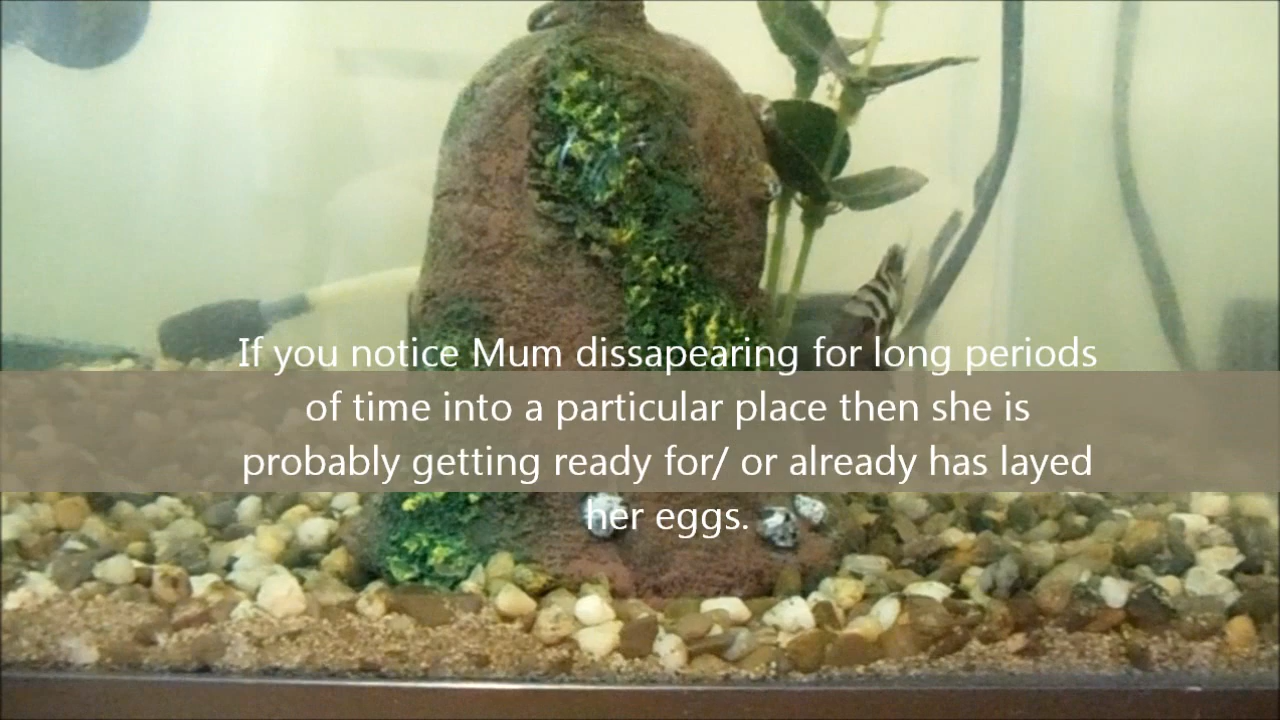 If you notice Mum dissapearing for long periods
of time into a particular place then she is
probably getting ready for/ or already has layed
her eggs.